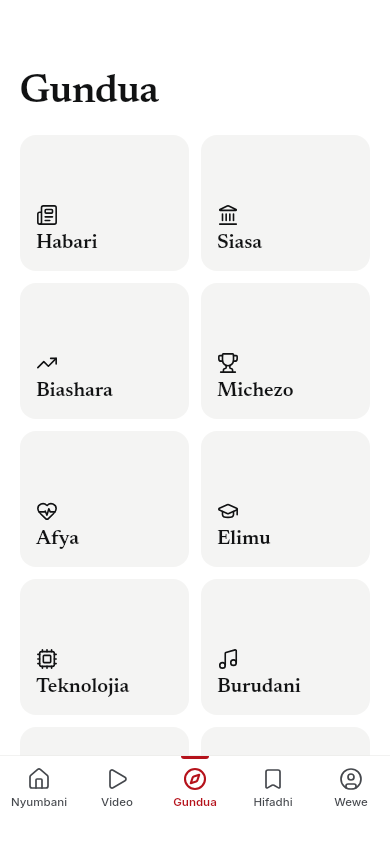 Gundua
Habari
Siasa
Biashara
Michezo
Afya
Elimu
Teknolojia
Burudani
Nyumbani
Video
Gundua
Hifadhi
Wewe